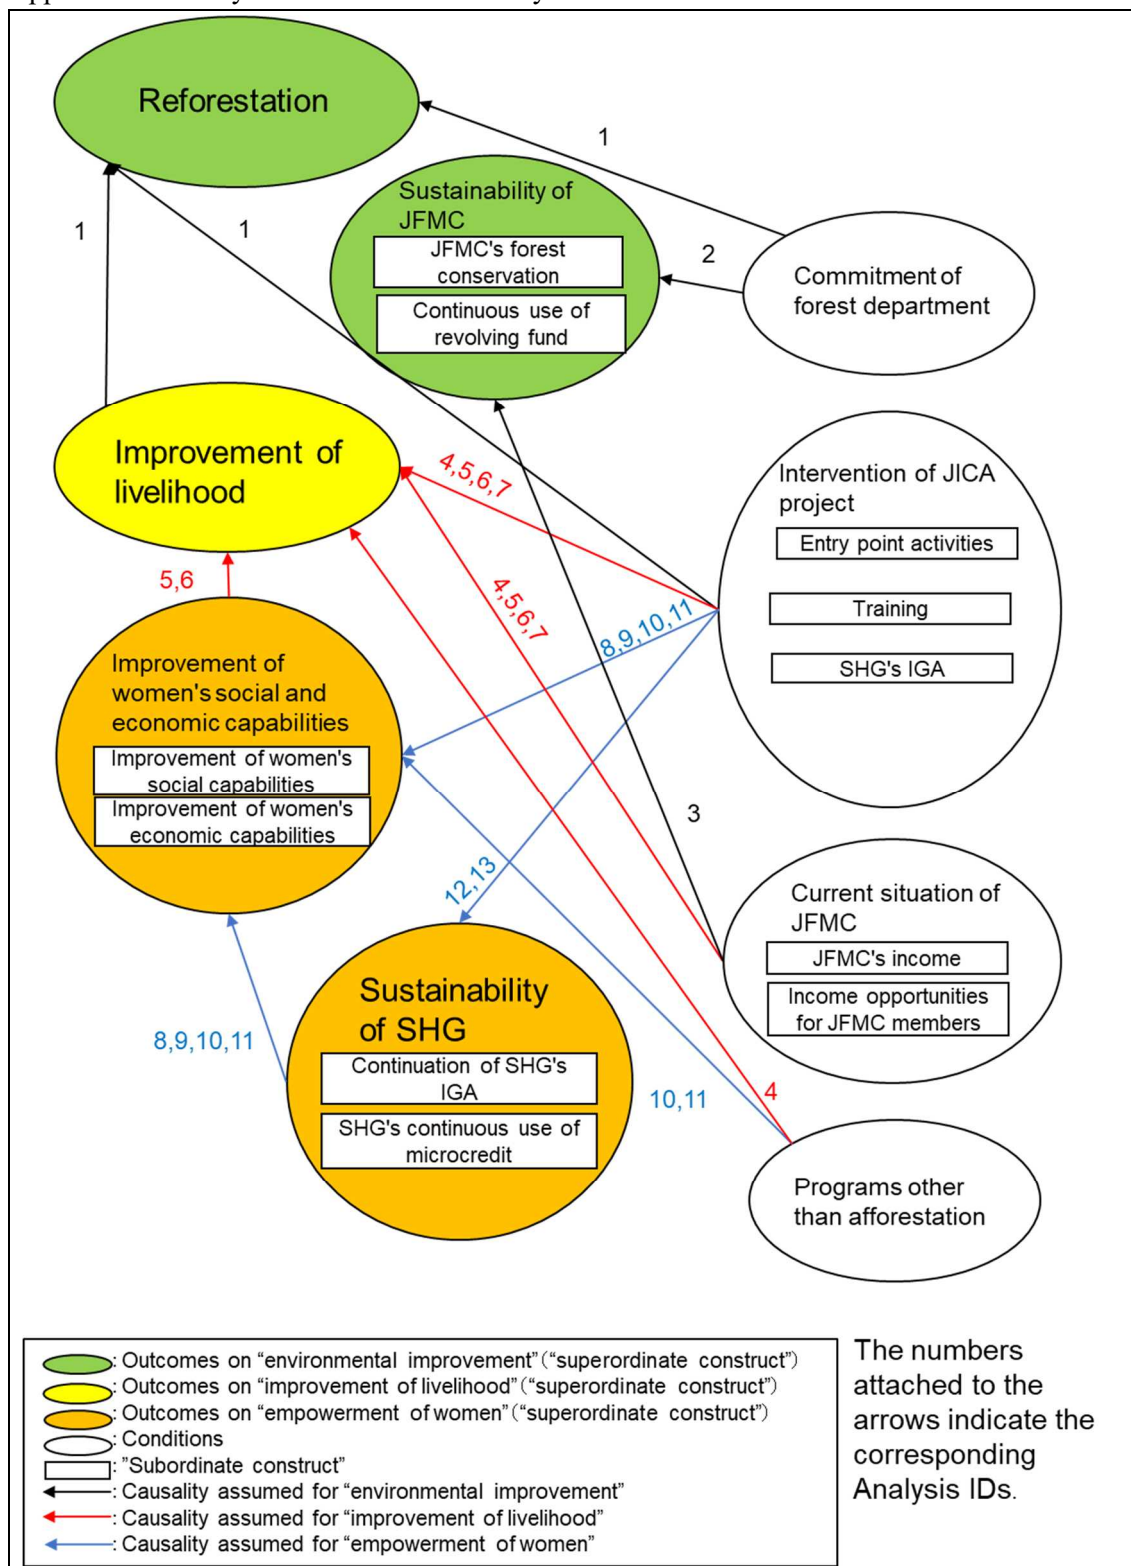 Reforestation
1
Sustainability of
JFMC
JFMC's forest
conservation
Continuous use of
revolving fund
1
1
2
Commitment of
forest department
Improvement of
livelihood
4,5,6,7
Intervention of JICA
project
Entry point activities
Training
SHG's IGA
5,6
4,5,6,7
8,9,10,11
Improvement of
women's social and
economic capabilities
Improvement of women's
social capabilities
Improvement of women's
economic capabilities
3
12,13
Current situation of
JFMC
JFMC's income
Income opportunities
for JFMC members
Sustainability
of SHG
Continuation of SHG's
IGA
SHG's continuous use of
microcredit
8,9,10,11
10,11
4
Programs other
than afforestation
: Outcomes on “environmental improvement” (“superordinate construct”)
: Outcomes on “improvement of livelihood” (“superordinate construct”)
: Outcomes on “empowerment of women” (“superordinate construct”)
: Conditions
: ”Subordinate construct”
: Causality assumed for “environmental improvement”
: Causality assumed for “improvement of livelihood”
: Causality assumed for “empowerment of women”
The numbers
attached to the
arrows indicate the
corresponding
Analysis IDs.